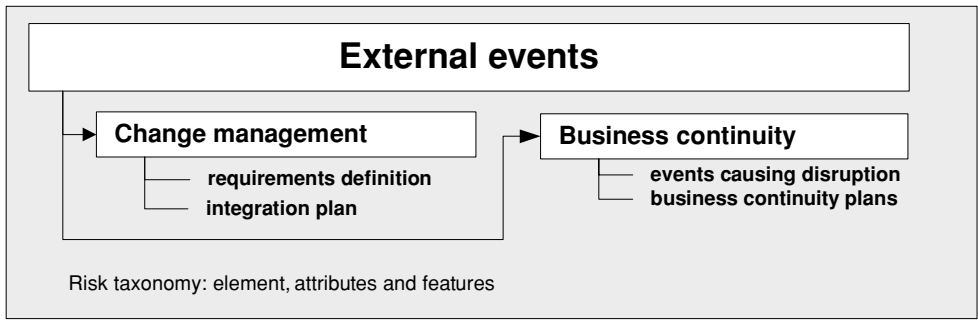 External events
Change management
requirements definition
integration plan
Business continuity
events causing disruption
business continuity plans
Risk taxonomy: element, attributes and features